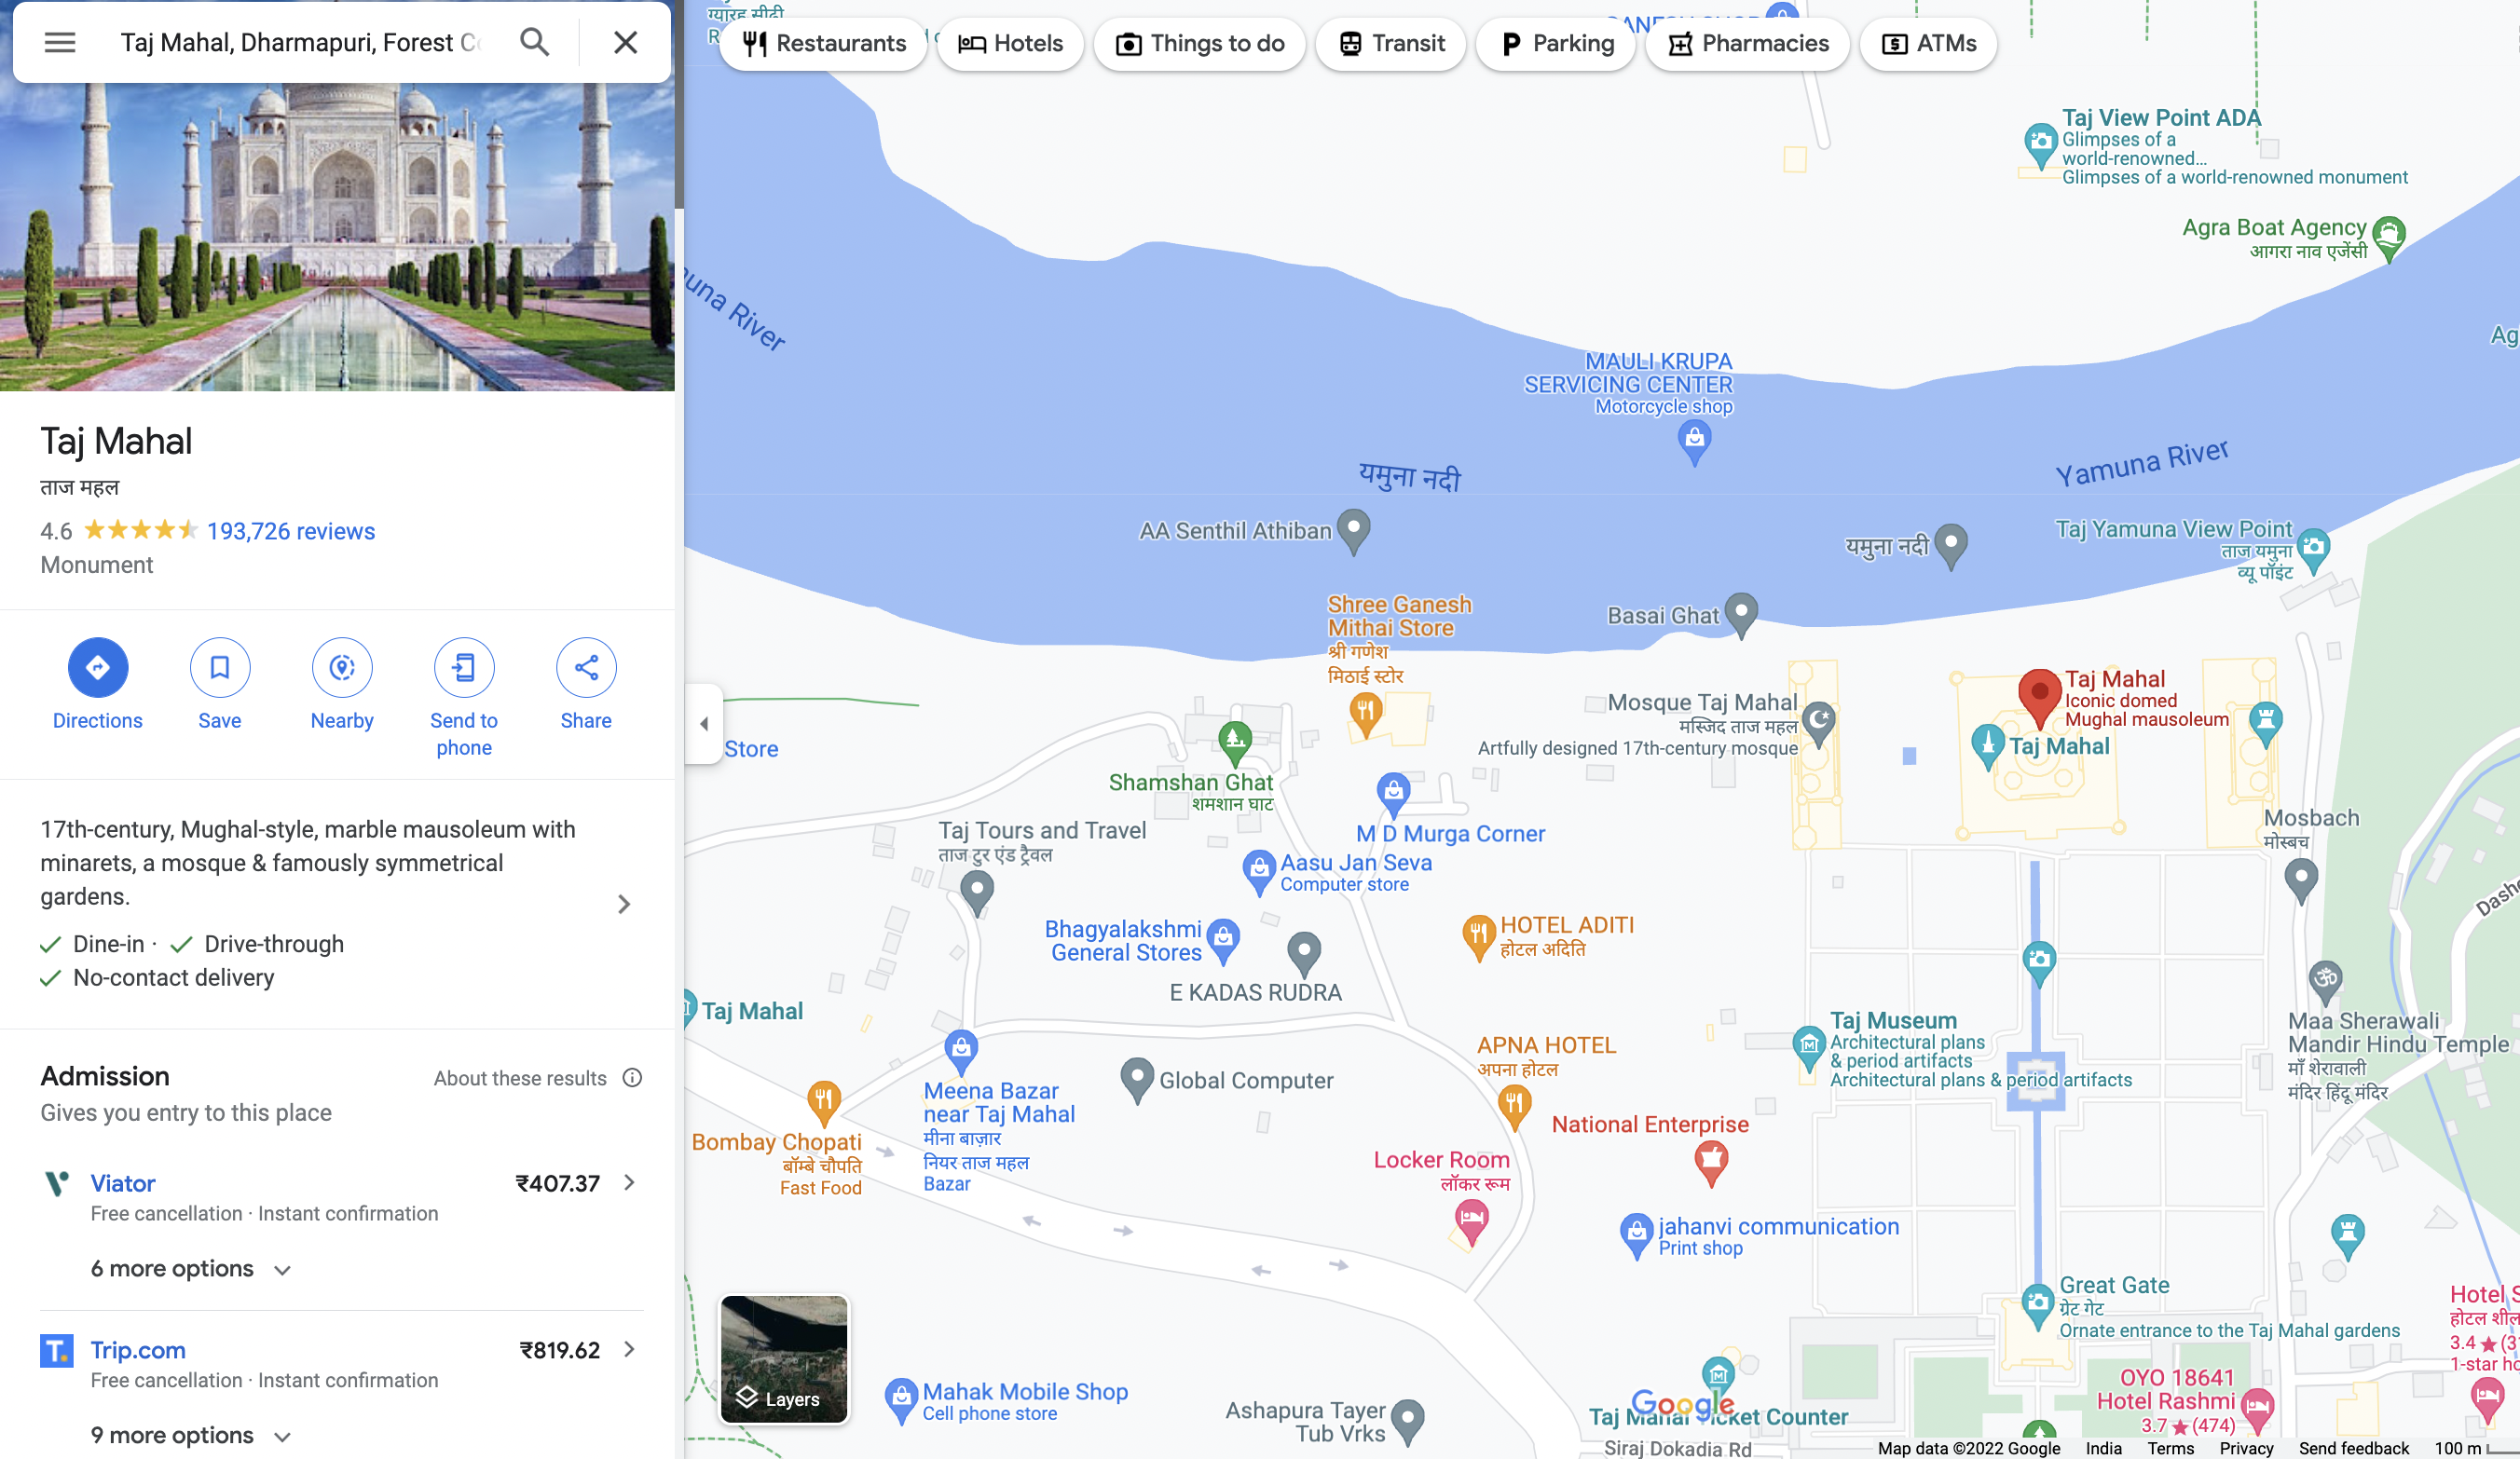 Taj Mahal, Dharmapuri, Forest
Taj Mahal
ताज महल
4.6 193,726 reviews
Monument
Directions
Save
Nearby
Send to
phone
Share
17th-century, Mughal-style, marble mausoleum with
minarets, a mosque & famously symmetrical
gardens.
Dine-in · Drive-through
No-contact delivery
Admission
About these results
Gives you entry to this place
Viator
₹407.37
Free cancellation · Instant confirmation
6 more options
Trip.com
₹819.62
Free cancellation · Instant confirmation
9 more options
ग्यारह सीढ़ी
Restaurants
Hotels
Things to do
Transit
Parking
Pharmacies
ATMs
Taj View Point ADA
Glimpses of a
world-renowned...
Glimpses of a world-renowned monument
Agra Boat Agency
आगरा नाव एजेंसी
River
MAULI KRUPA
SERVICING CENTER
Motorcycle shop
यमुना नदी
Yamuna River
AA Senthil Athiban
यमुना नदी
Taj Yamuna View Point
ताज यमुना
व्यू पॉइंट
Shree Ganesh
Mithai Store
श्री गणेश
मिठाई स्टोर
Basai Ghat
Store
Shamshan Ghat
शमशान घाट
Mosque Taj Mahal
मस्जिद ताज महल
Artfully designed 17th-century mosque
Taj Mahal
Iconic domed
Mughal mausoleum
Taj Mahal
M D Murga Corner
Taj Tours and Travel
ताज टुर एंड ट्रैवल
Aasu Jan Seva
Computer store
Mosbach
मोस्बच
Bhagyalakshmi
General Stores
E KADAS RUDRA
HOTEL ADITI
होटल अदिति
Taj Mahal
Taj Museum
Architectural plans
& period artifacts
Architectural plans & period artifacts
Maa Sherawali
Mandir Hindu Temple
माँ शेरावाली
मंदिर हिंदू मंदिर
APNA HOTEL
अपना होटल
Meena Bazar
near Taj Mahal
मीना बाज़ार
नियर ताज महल
Bazar
Global Computer
Bombay Chopati
बॉम्बे चौपति
Fast Food
National Enterprise
Locker Room
लॉकर रूम
jahanvi communication
Print shop
Great Gate
ग्रेट गेट
Ornate entrance to the Taj Mahal gardens
Hotel
होटल
3.4
1-star
OYO 18641
Hotel Rashmi
3.7 (474)
Layers
Mahak Mobile Shop
Cell phone store
Ashapura Tayer
Tub Vrks
Google
Taj Mahal Ticket Counter
Siraj Dokadia Rd
Map data ©2022 Google India Terms Privacy Send feedback 100 m